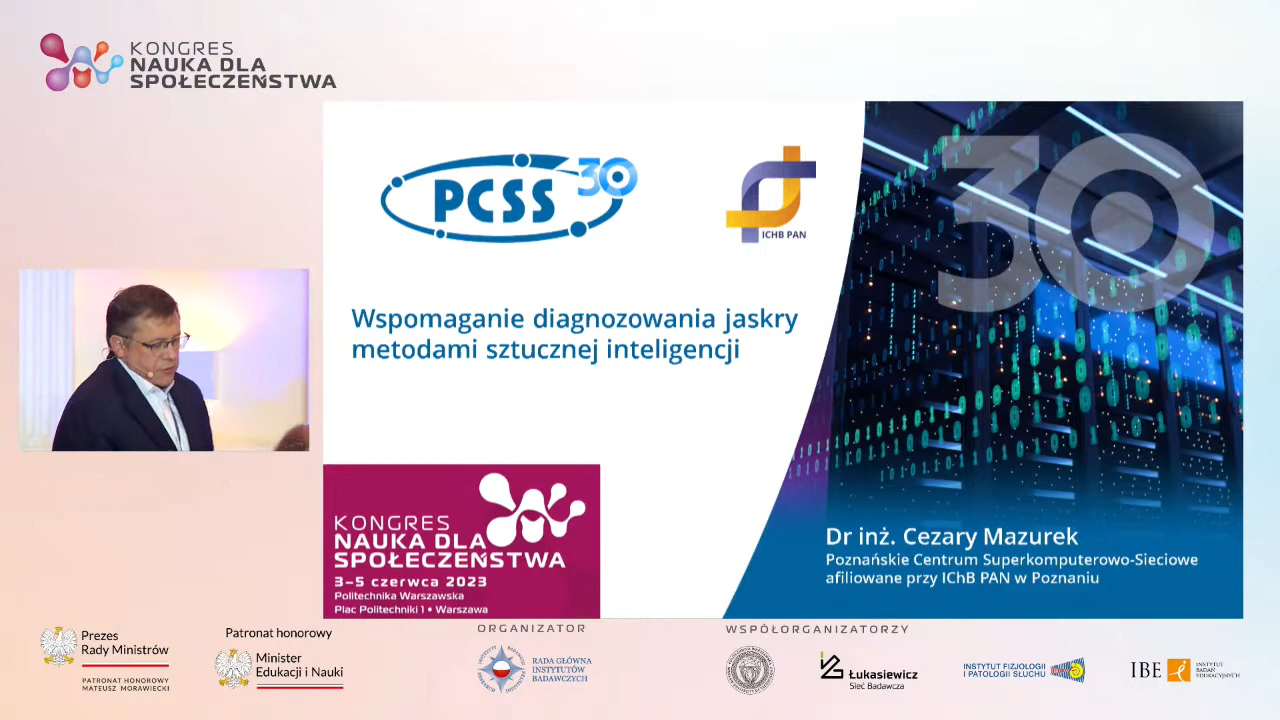 KONGRES
NAUKA DLA
SPOŁECZEŃSTWA
PCSS 30
ICHB PAN
30
Wspomaganie diagnozowania jaskry
metodami sztucznej inteligencji
KONGRES
NAUKA DLA
SPOŁECZEŃSTWA
3–5 czerwca 2023
Politechnika Warszawska
Plac Politechniki 1 • Warszawa
Dr inż. Cezary Mazurek
Poznańskie Centrum Superkomputerowo-Sieciowe
afiliowane przy IChB PAN w Poznaniu
Prezes
Rady Ministrów
PATRONAT HONOROWY
MATEUSZ MORAWIECKI
Patronat honorowy
Minister
Edukacji i Nauki
ORGANIZATOR
RADA GŁÓWNA
INSTYTUTÓW
BADAWCZYCH
WSPÓŁORGANIZATORZY
Łukasiewicz
Sieć Badawcza
INSTYTUT FIZJOLOGII
I PATOLOGII SŁUCHU
IBE
INSTYTUT
BADAŃ
EDUKACYJNYCH